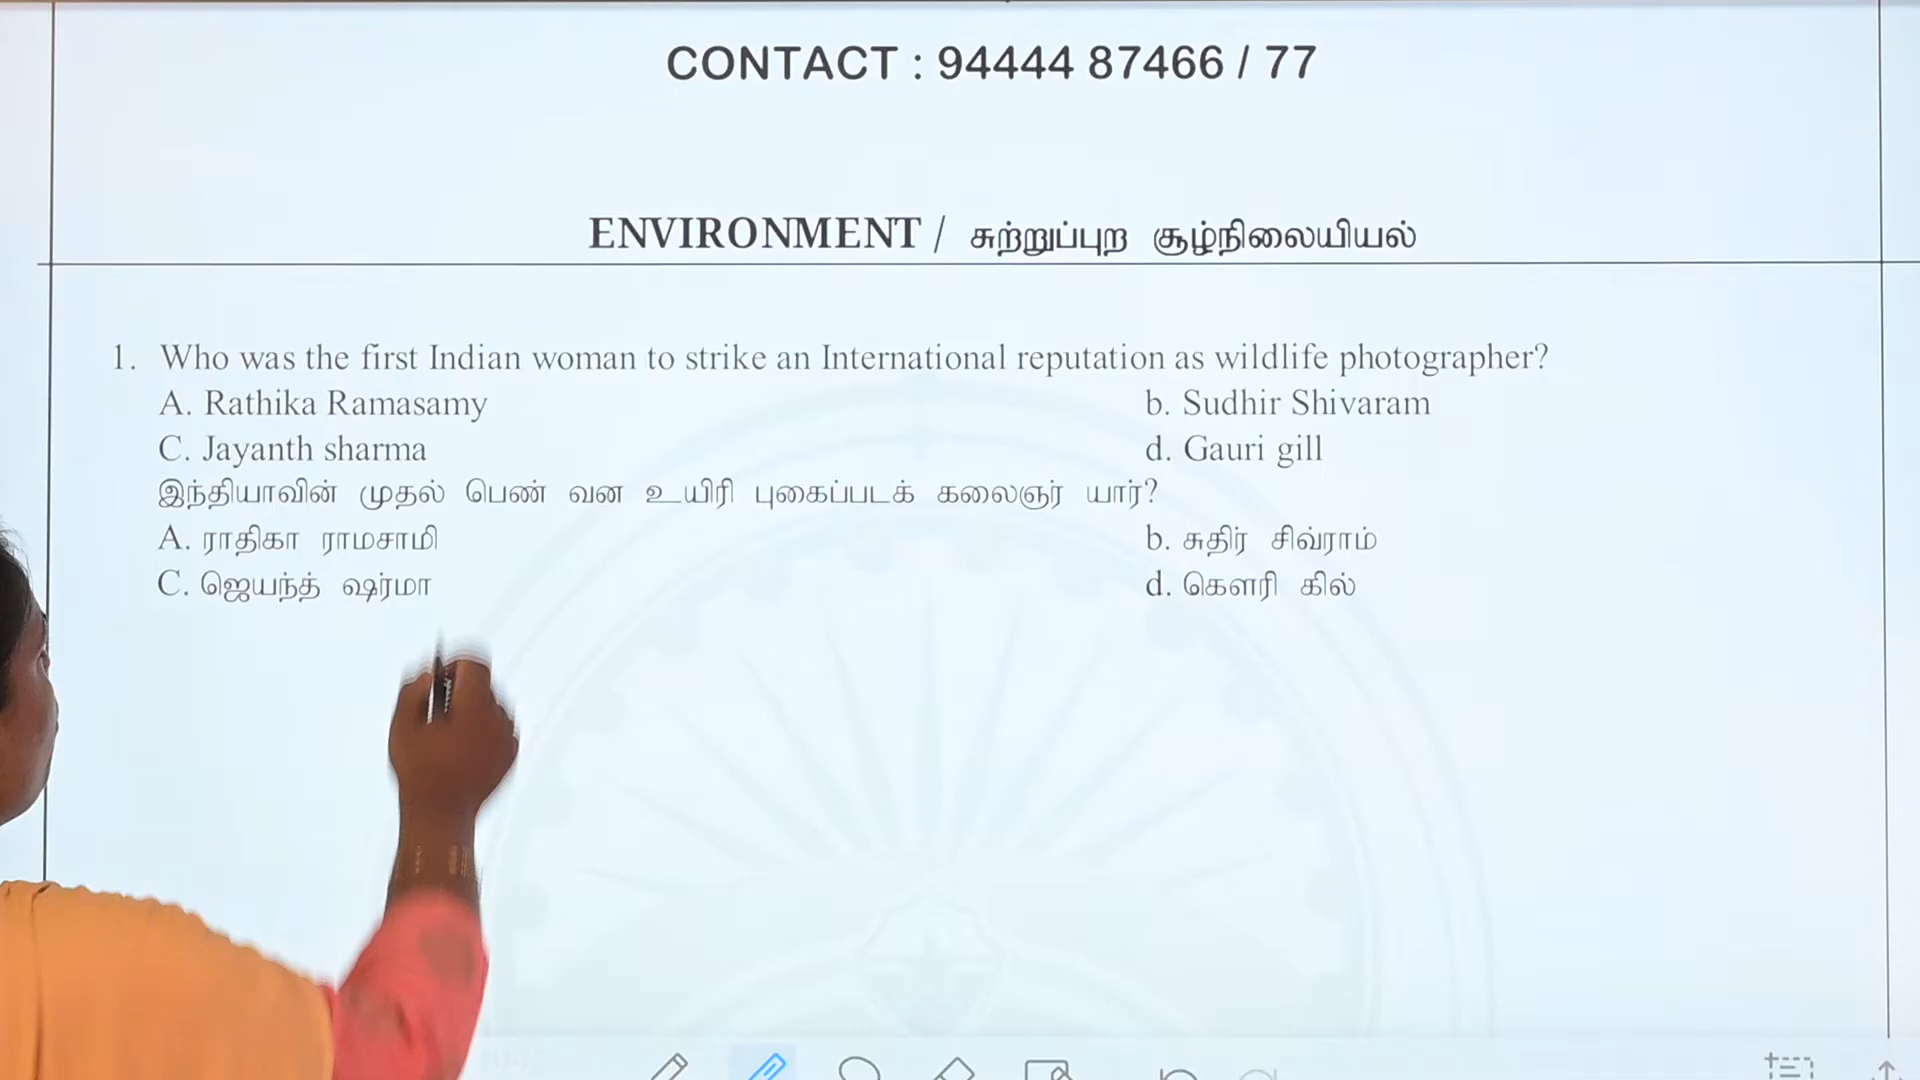 CONTACT : 94444 87466 / 77
ENVIRONMENT / சுற்றுப்புற சூழ்நிலையியல்
1. Who was the first Indian woman to strike an International reputation as wildlife photographer?
A. Rathika Ramasamy b. Sudhir Shivaram
C. Jayanth sharma d. Gauri gill
இந்தியாவின் முதல் பெண் வன உயிரி புகைப்படக் கலைஞர் யார்?
A. ராதிகா ராமசாமி b. சுதிர் சிவ்ராம்
C. ஜெயந்த் ஷர்மா d. கௌரி கில்